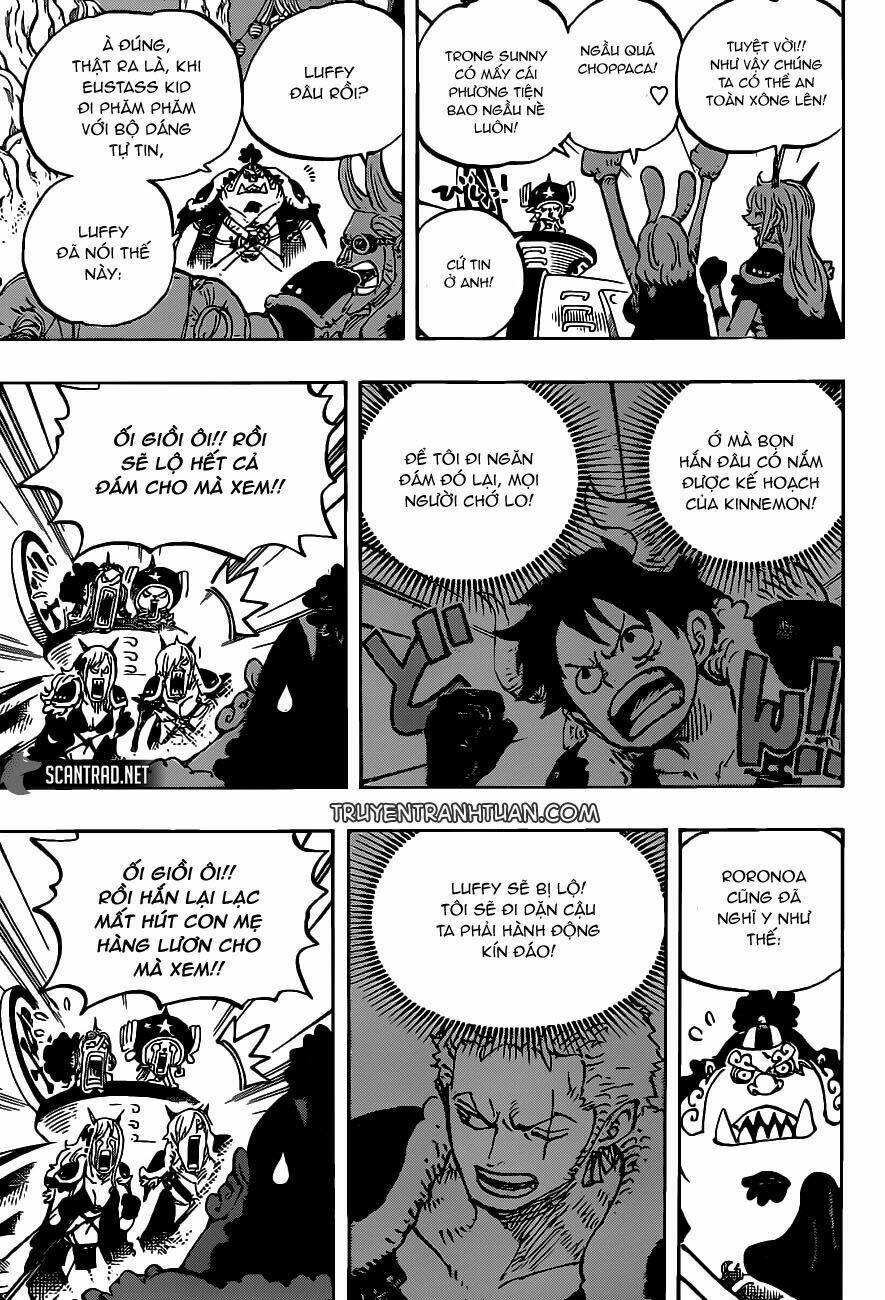 TUYỆT VỜI!!
NHƯ VẬY CHÚNG
TA CÓ THỂ AN
TOÀN XÔNG LÊN!
NGẦU QUÁ
CHOPPACA!
♡
TRONG SUNNY
CÓ MẤY CÁI
PHƯƠNG TIỆN
BAO NGẦU NÈ
LUÔN!
CỨ TIN
Ở ANH!
LUFFY
ĐÂU RỒI?
À ĐÚNG,
THẬT RA LÀ, KHI
EUSTASS KID
ĐI PHĂM PHĂM
VỚI BỘ DÁNG
TỰ TIN,
LUFFY
ĐÃ NÓI THẾ
NÀY:
Ớ MÀ BỌN
HẮN ĐÂU CÓ NẮM
ĐƯỢC KẾ HOẠCH
CỦA KINNEMON!
ĐỂ TÔI ĐI NGĂN
ĐÁM ĐÓ LẠI, MỌI
NGƯỜI CHỚ LO!
ỐI GIỒI ÔI!! RỒI
SẼ LỘ HẾT CẢ
ĐÁM CHO MÀ XEM!!
SCANTRAD.NET
TRUYENTRANHTUAN.COM
RORONOA
CŨNG ĐÃ
NGHĨ Y NHƯ
THẾ:
LUFFY SẼ BỊ LỘ!
TÔI SẼ ĐI DẶN CẬU
TA PHẢI HÀNH ĐỘNG
KÍN ĐÁO!
ỐI GIỒI ÔI!!
RỒI HẮN LẠI LẠC
MẤT HÚT CON MẸ
HÀNG LƯƠN CHO
MÀ XEM!!